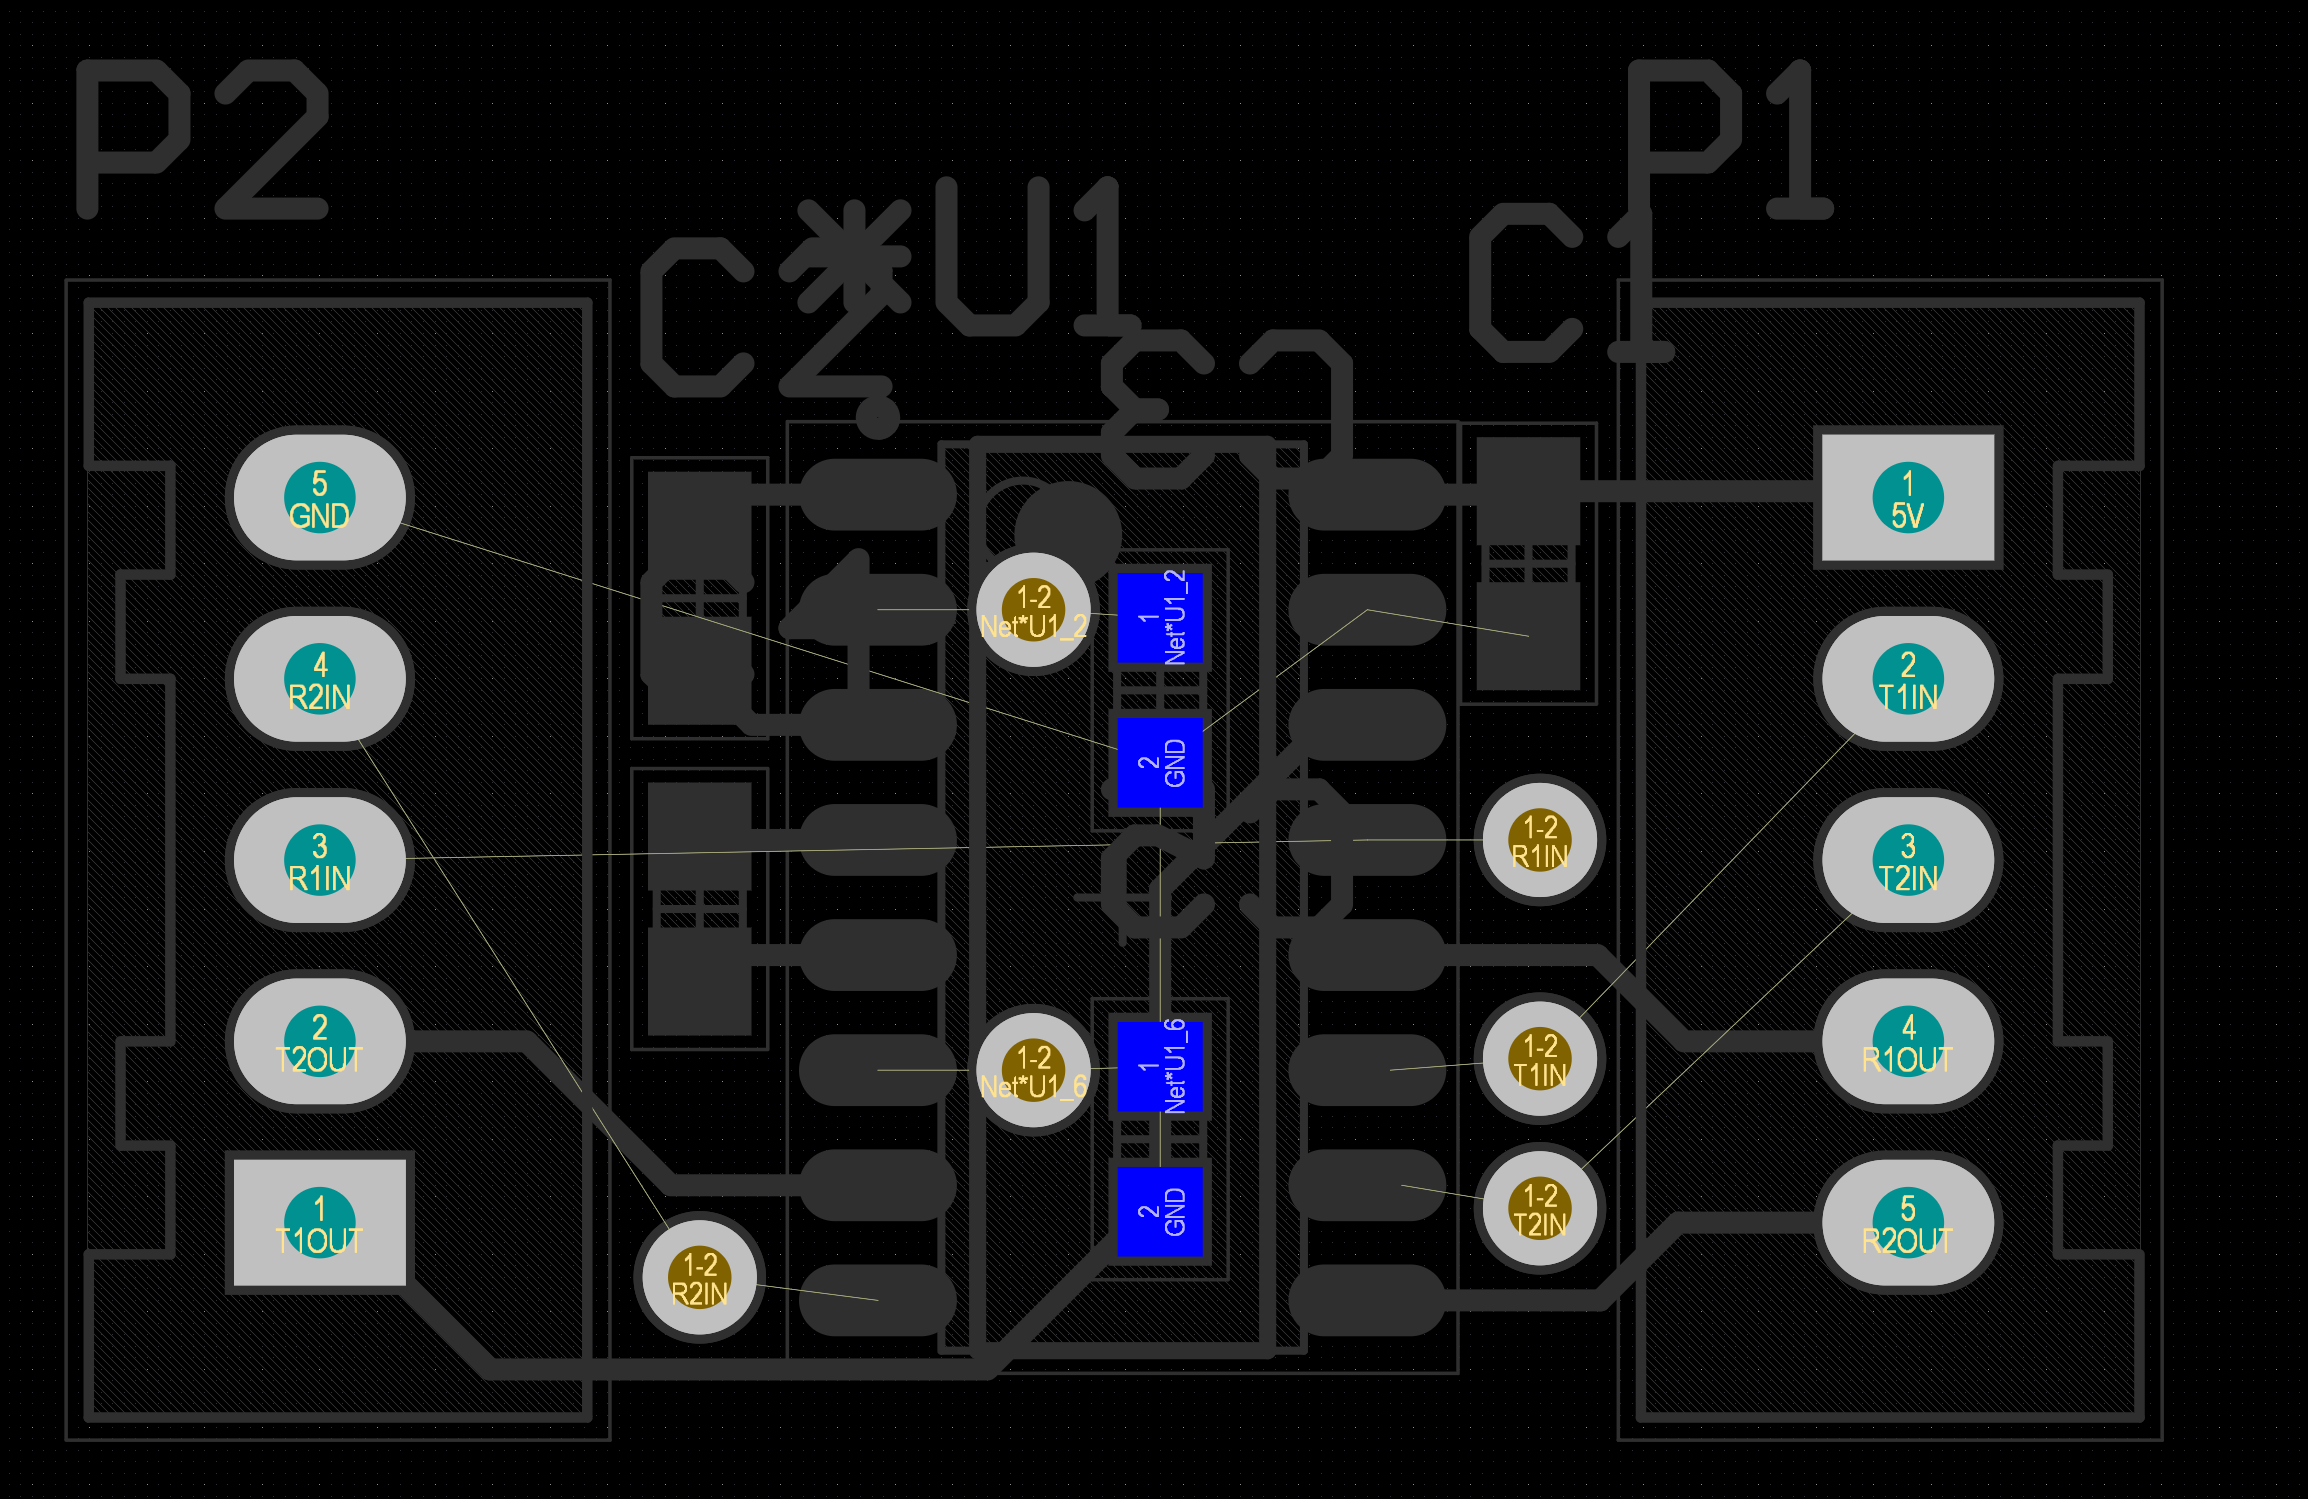 P2
P1
C2
*U1
C1
C3
C5
C4
5
GND
4
R2IN
3
R1IN
2
T2OUT
1
T1OUT
1-2
Net*U1_2
1
Net*U1_2
2
GND
1-2
Net*U1_6
1
Net*U1_6
2
GND
1-2
R2IN
1-2
R1IN
1-2
T1IN
1-2
T2IN
1
5V
2
T1IN
3
T2IN
4
R1OUT
5
R2OUT